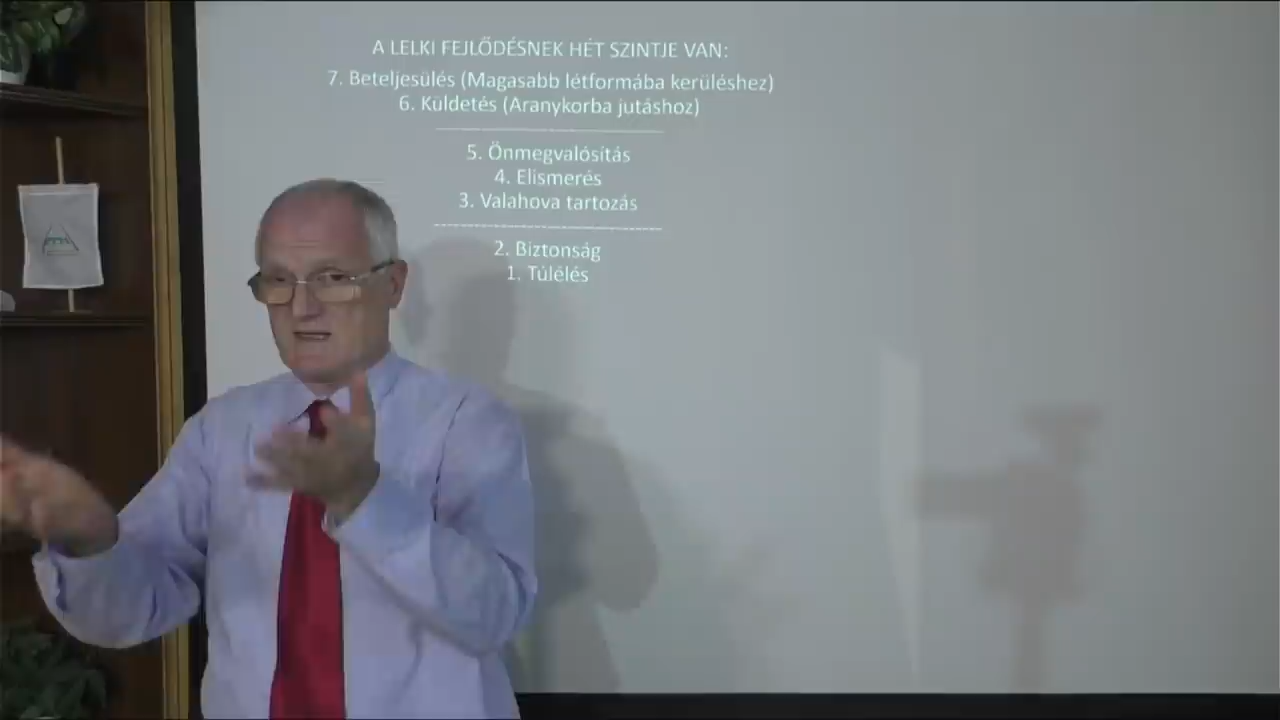 A LELKI FEJLŐDÉSNEK HÉT SZINTJE VAN:
7. Beteljesülés (Magasabb létformába kerüléshez)
6. Küldetés (Aranykorba jutáshoz)
5. Önmegvalósítás
4. Elismerés
3. Valahova tartozás
2. Biztonság
1. Túlélés